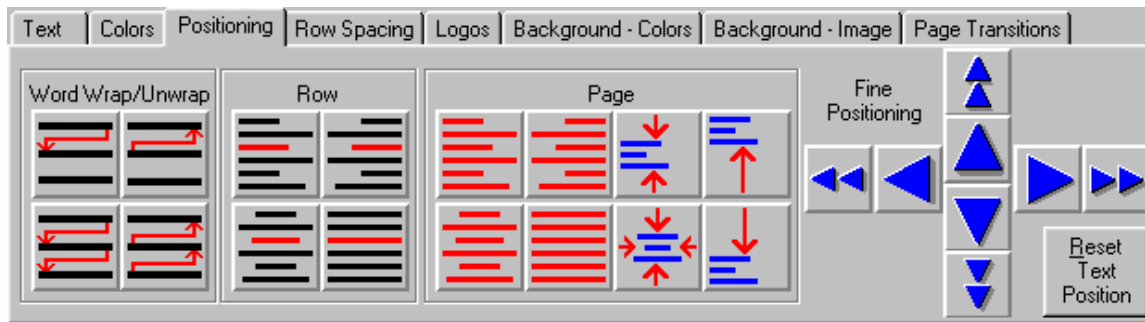 Text Colors Positioning Row Spacing Logos Background - Colors Background - Image Page Transitions
Word Wrap/Unwrap Row Page
Fine
Positioning
Reset
Text
Position